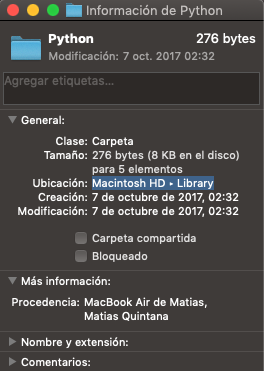 Información de Python
Python 276 bytes
Modificación: 7 oct. 2017 02:32
Agregar etiquetas...
General:
Clase: Carpeta
Tamaño: 276 bytes (8 KB en el disco)
para 5 elementos
Ubicación: Macintosh HD ▸ Library
Creación: 7 de octubre de 2017, 02:32
Modificación: 7 de octubre de 2017, 02:32
Carpeta compartida
Bloqueado
Más información:
Procedencia: MacBook Air de Matias,
Matias Quintana
Nombre y extensión:
Comentarios: